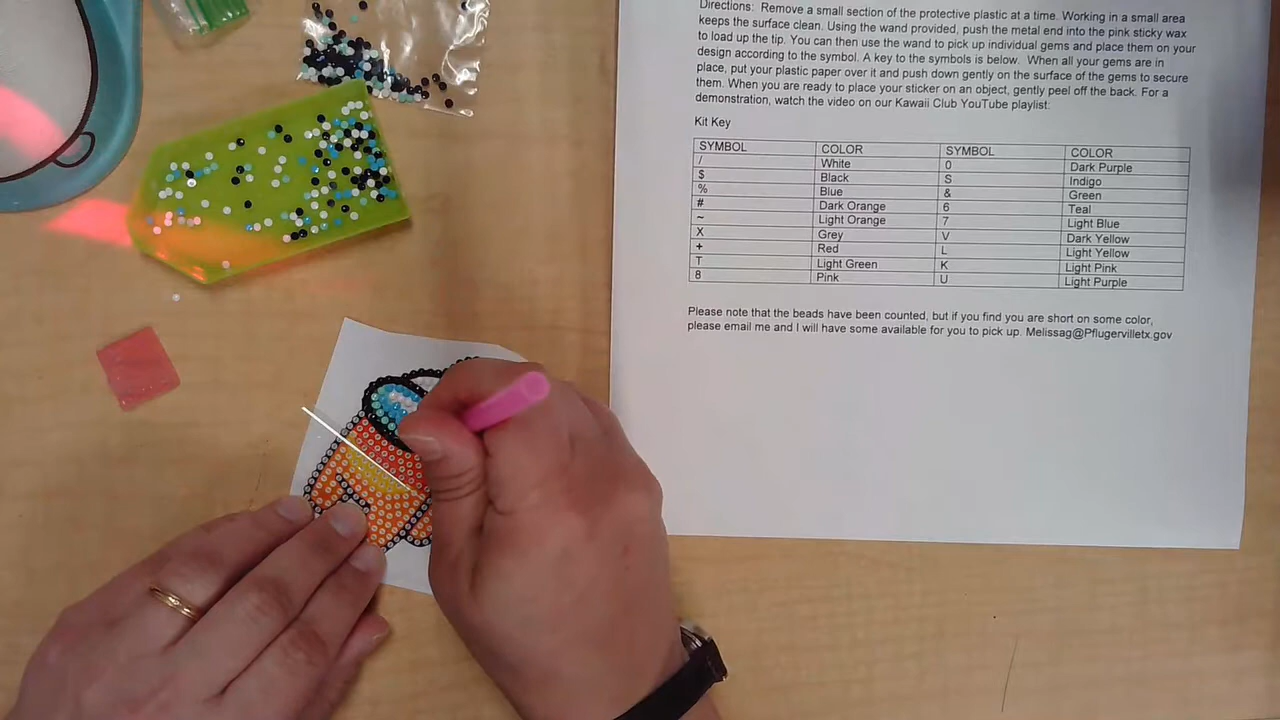 Directions: Remove a small section of the protective plastic at a time. Working in a small area
keeps the surface clean. Using the wand provided, push the metal end into the pink sticky wax
to load up the tip. You can then use the wand to pick up individual gems and place them on your
design according to the symbol. A key to the symbols is below. When all your gems are in
place, put your plastic paper over it and push down gently on the surface of the gems to secure
them. When you are ready to place your sticker on an object, gently peel off the back. For a
demonstration, watch the video on our Kawaii Club YouTube playlist:
Kit Key
SYMBOL COLOR SYMBOL COLOR
/ White 0 Dark Purple
$ Black S Indigo
% Blue & Green
# Dark Orange 6 Teal
~ Light Orange 7 Light Blue
X Grey V Dark Yellow
+ Red L Light Yellow
T Light Green K Light Pink
8 Pink U Light Purple
Please note that the beads have been counted, but if you find you are short on some color,
please email me and I will have some available for you to pick up. Melissag@Pflugervilletx.gov